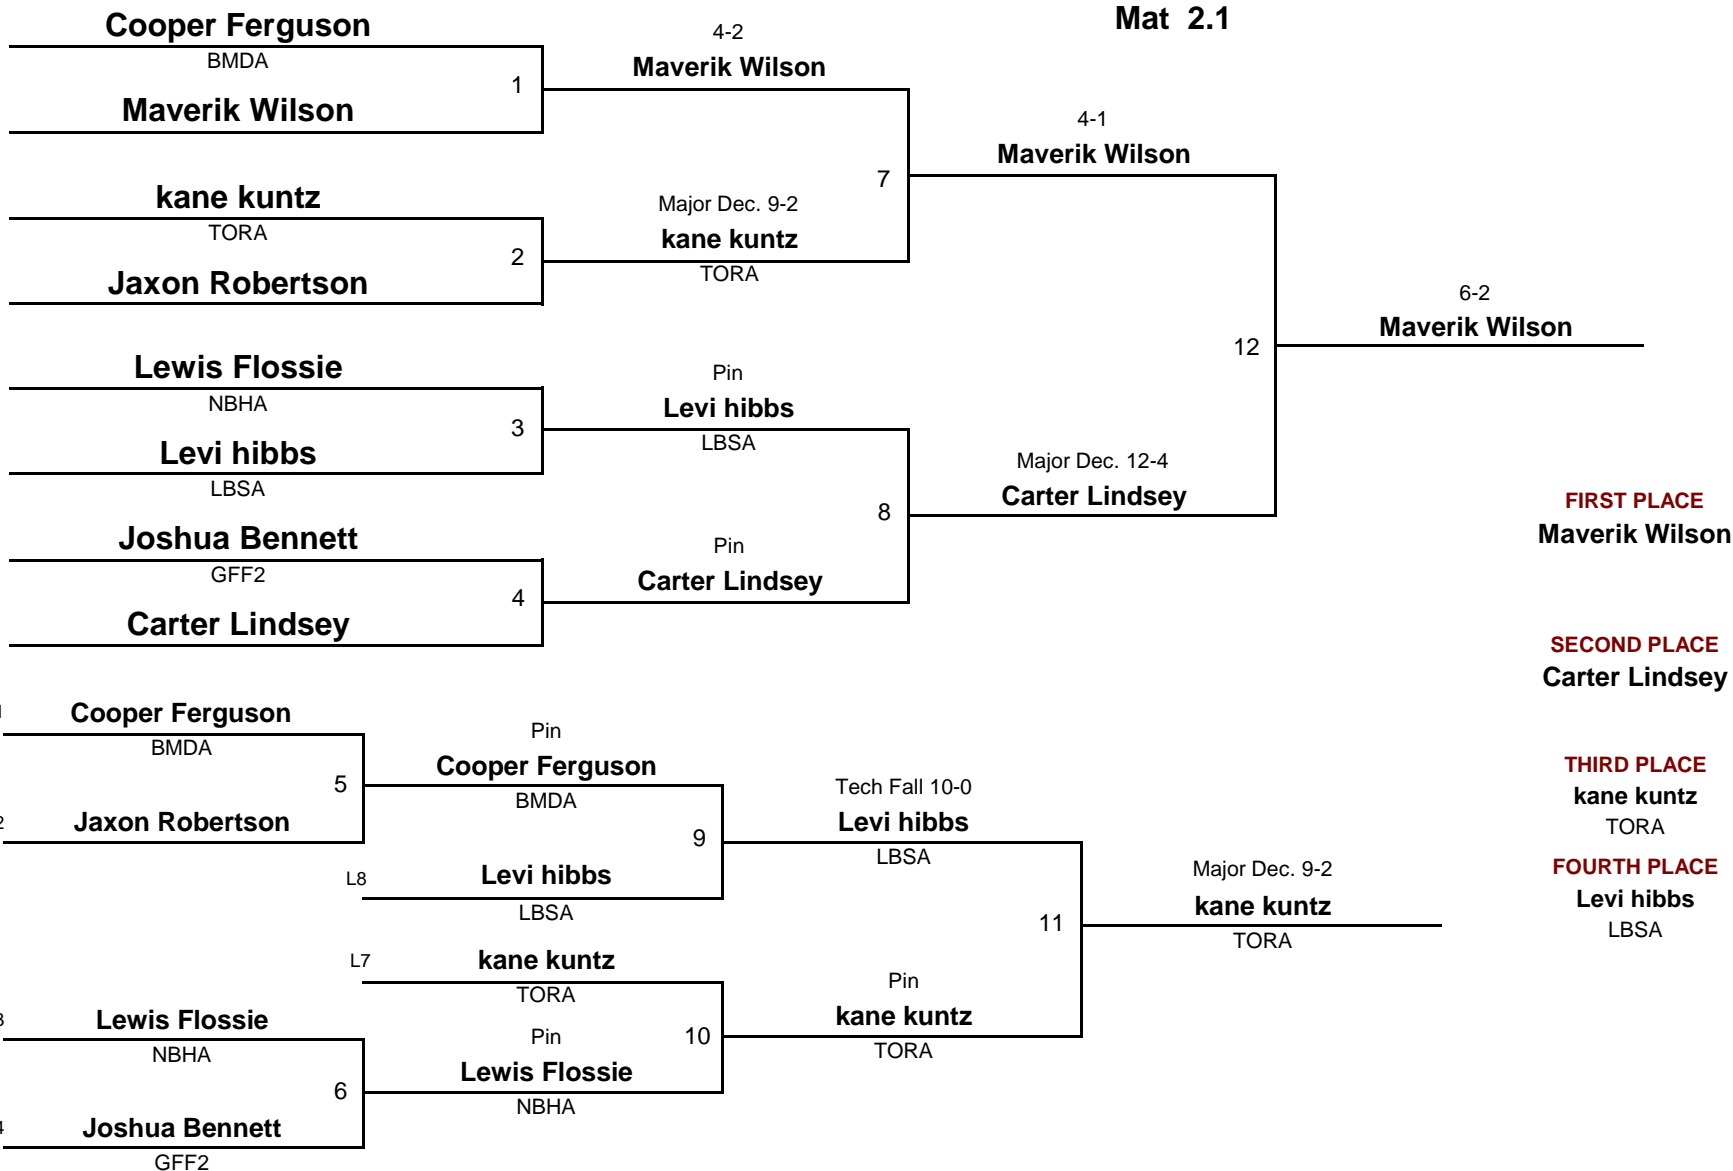 Mat 2.1
Cooper Ferguson
BMDA
1
Maverik Wilson
4-2
Maverik Wilson
kane kuntz
TORA
2
Jaxon Robertson
Major Dec. 9-2
kane kuntz
TORA
7
4-1
Maverik Wilson
Lewis Flossie
NBHA
3
Levi hibbs
LBSA
Pin
Levi hibbs
LBSA
Joshua Bennett
GFF2
4
Carter Lindsey
Pin
Carter Lindsey
8
Major Dec. 12-4
Carter Lindsey
12
6-2
Maverik Wilson
FIRST PLACE
Maverik Wilson
SECOND PLACE
Carter Lindsey
THIRD PLACE
kane kuntz
TORA
FOURTH PLACE
Levi hibbs
LBSA
Cooper Ferguson
BMDA
5
2
Jaxon Robertson
Pin
Cooper Ferguson
BMDA
9
L8
Levi hibbs
LBSA
Tech Fall 10-0
Levi hibbs
LBSA
L7
kane kuntz
TORA
10
Pin
Lewis Flossie
NBHA
Lewis Flossie
NBHA
6
Joshua Bennett
GFF2
Pin
kane kuntz
TORA
11
Major Dec. 9-2
kane kuntz
TORA